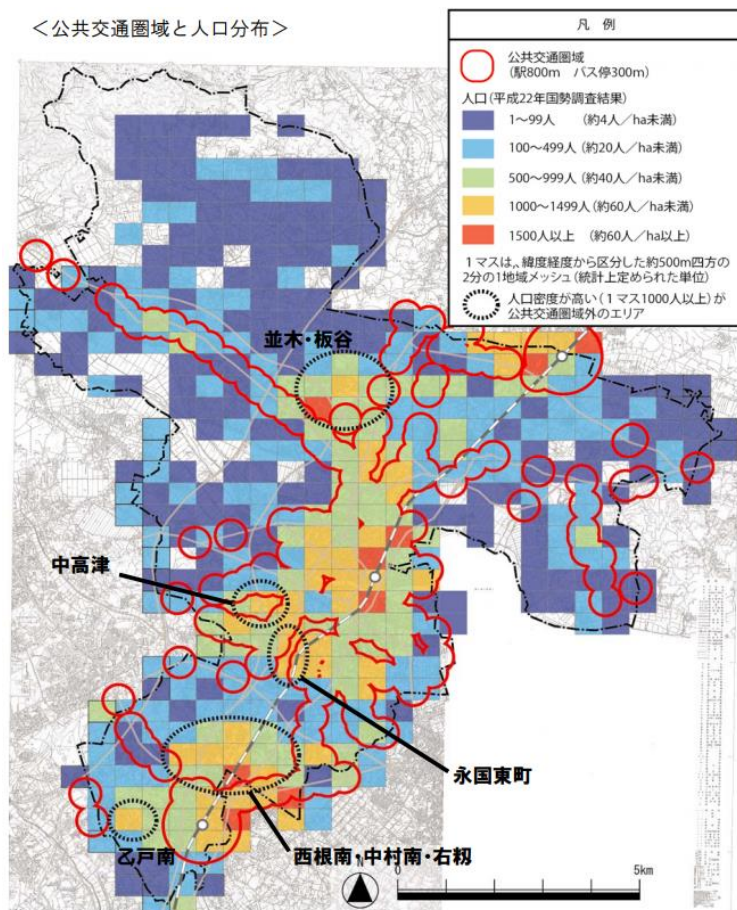 ＜公共交通圏域と人口分布＞
凡　例
公共交通圏域
（駅800m　バス停300m）
人口（平成22年国勢調査結果）
1～99人　（約4人／ha未満）
100～499人（約20人／ha未満）
500～999人（約40人／ha未満）
1000～1499人（約60人／ha未満）
1500人以上　（約60人／ha以上）
１マスは、緯度経度から区分した約500m四方の
2分の1地域メッシュ（統計上定められた単位）
人口密度が高い（１マス1000人以上）が
公共交通圏域外のエリア
並木・板谷
中高津
永国東町
乙戸南
西根南・中村南・右籾
N
0
5km